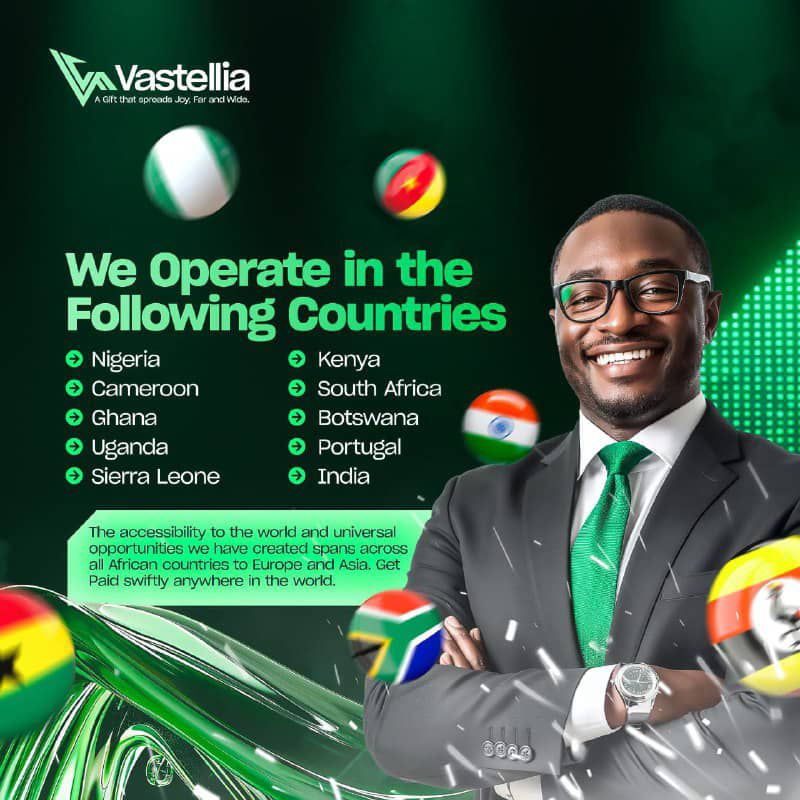 Vastellia
A Gift that spreads Joy, Far and Wide.
We Operate in the
Following Countries
Nigeria
Cameroon
Ghana
Uganda
Sierra Leone
Kenya
South Africa
Botswana
Portugal
India
The accessibility to the world and universal
opportunities we have created spans across
all African countries to Europe and Asia. Get
Paid swiftly anywhere in the world.